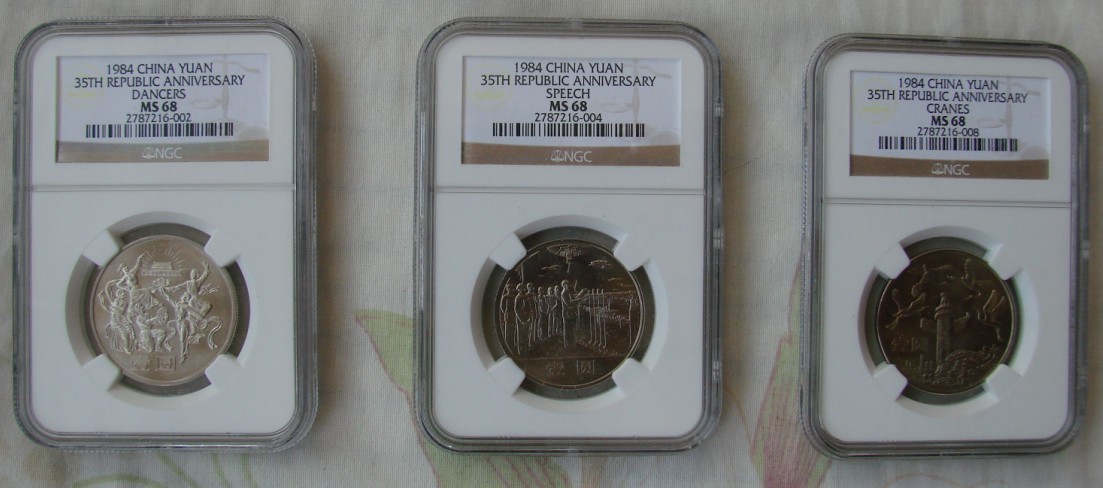 1984 CHINA YUAN
35TH REPUBLIC ANNIVERSARY
DANCERS
MS 68
2787216-002
NGC
1984 CHINA YUAN
35TH REPUBLIC ANNIVERSARY
SPEECH
MS 68
2787216-004
NGC
1984 CHINA YUAN
35TH REPUBLIC ANNIVERSARY
CRANES
MS 68
2787216-008
NGC